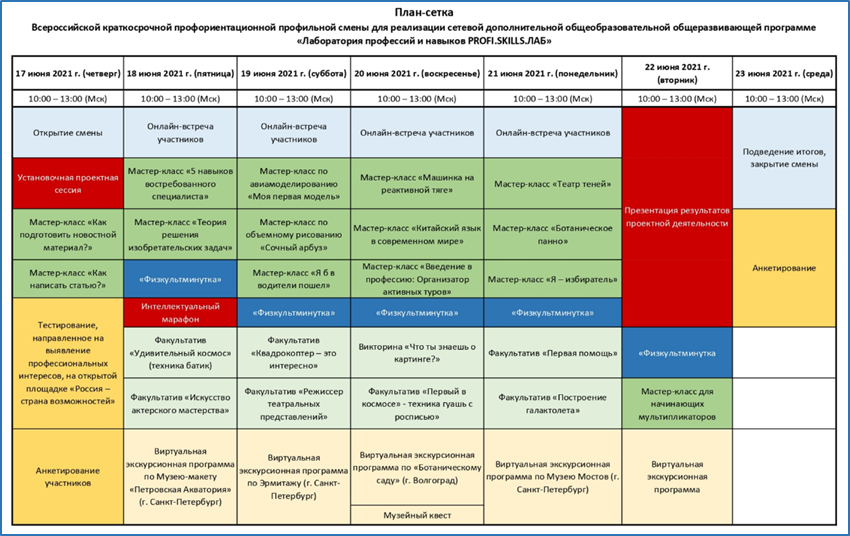 План-сетка
Всероссийской краткосрочной профориентационной профильной смены для реализации сетевой дополнительной общеобразовательной общеразвивающей программе
«Лаборатория профессий и навыков PROFI.SKILLS.ЛАБ»
17 июня 2021 г. (четверг)
18 июня 2021 г. (пятница)
19 июня 2021 г. (суббота)
20 июня 2021 г. (воскресенье)
21 июня 2021 г. (понедельник)
22 июня 2021 г.
(вторник)
23 июня 2021 г. (среда)
10:00 – 13:00 (Мск)
10:00 – 13:00 (Мск)
10:00 – 13:00 (Мск)
10:00 – 13:00 (Мск)
10:00 – 13:00 (Мск)
10:00 – 13:00 (Мск)
10:00 – 13:00 (Мск)
Открытие смены
Онлайн-встреча
участников
Онлайн-встреча
участников
Онлайн-встреча участников
Онлайн-встреча участников
Презентация результатов
проектной деятельности
Подведение итогов,
закрытие смены
Установочная проектная
сессия
Мастер-класс «5 навыков
востребованного
специалиста»
Мастер-класс по
авиамоделированию
«Моя первая модель»
Мастер-класс «Машинка на
реактивной тяге»
Мастер-класс «Театр теней»
Мастер-класс «Как
подготовить новостной
материал?»
Мастер-класс «Теория
решения
изобретательских задач»
Мастер-класс по
объемному рисованию
«Сочный арбуз»
Мастер-класс «Китайский язык
в современном мире»
Мастер-класс «Ботаническое
панно»
Анкетирование
Мастер-класс «Как
написать статью?»
«Физкультминутка»
Мастер-класс «Я б в
водители пошел»
Мастер-класс «Введение в
профессию: Организатор
активных туров»
Мастер-класс «Я – избиратель»
Тестирование,
направленное на
выявление
профессиональных
интересов, на открытой
площадке «Россия –
страна возможностей»
Интеллектуальный
марафон
«Физкультминутка»
«Физкультминутка»
«Физкультминутка»
Факультатив
«Удивительный космос»
(техника батик)
Факультатив
«Квадрокоптер – это
интересно»
Викторина «Что ты знаешь о
картинге?»
Факультатив «Первая помощь»
«Физкультминутка
Факультатив «Искусство
актерского мастерства»
Факультатив «Режиссер
театральных
представлений»
Факультатив «Первый в
космосе» - техника гуашь с
росписью»
Факультатив «Построение
галактолета»
Мастер-класс для
начинающих
мультипликаторов
Анкетирование
участников
Виртуальная
экскурсионная программа
по Музею-макету
«Петровская Акватория»
(г. Санкт-Петербург)
Виртуальная
экскурсионная программа
по Эрмитажу (г. Санкт-
Петербург)
Виртуальная экскурсионная
программа по «Ботаническому
саду» (г. Волгоград)
Музейный квест
Виртуальная экскурсионная
программа по Музею Мостов (г.
Санкт-Петербург)
Виртуальная
экскурсионная
программа